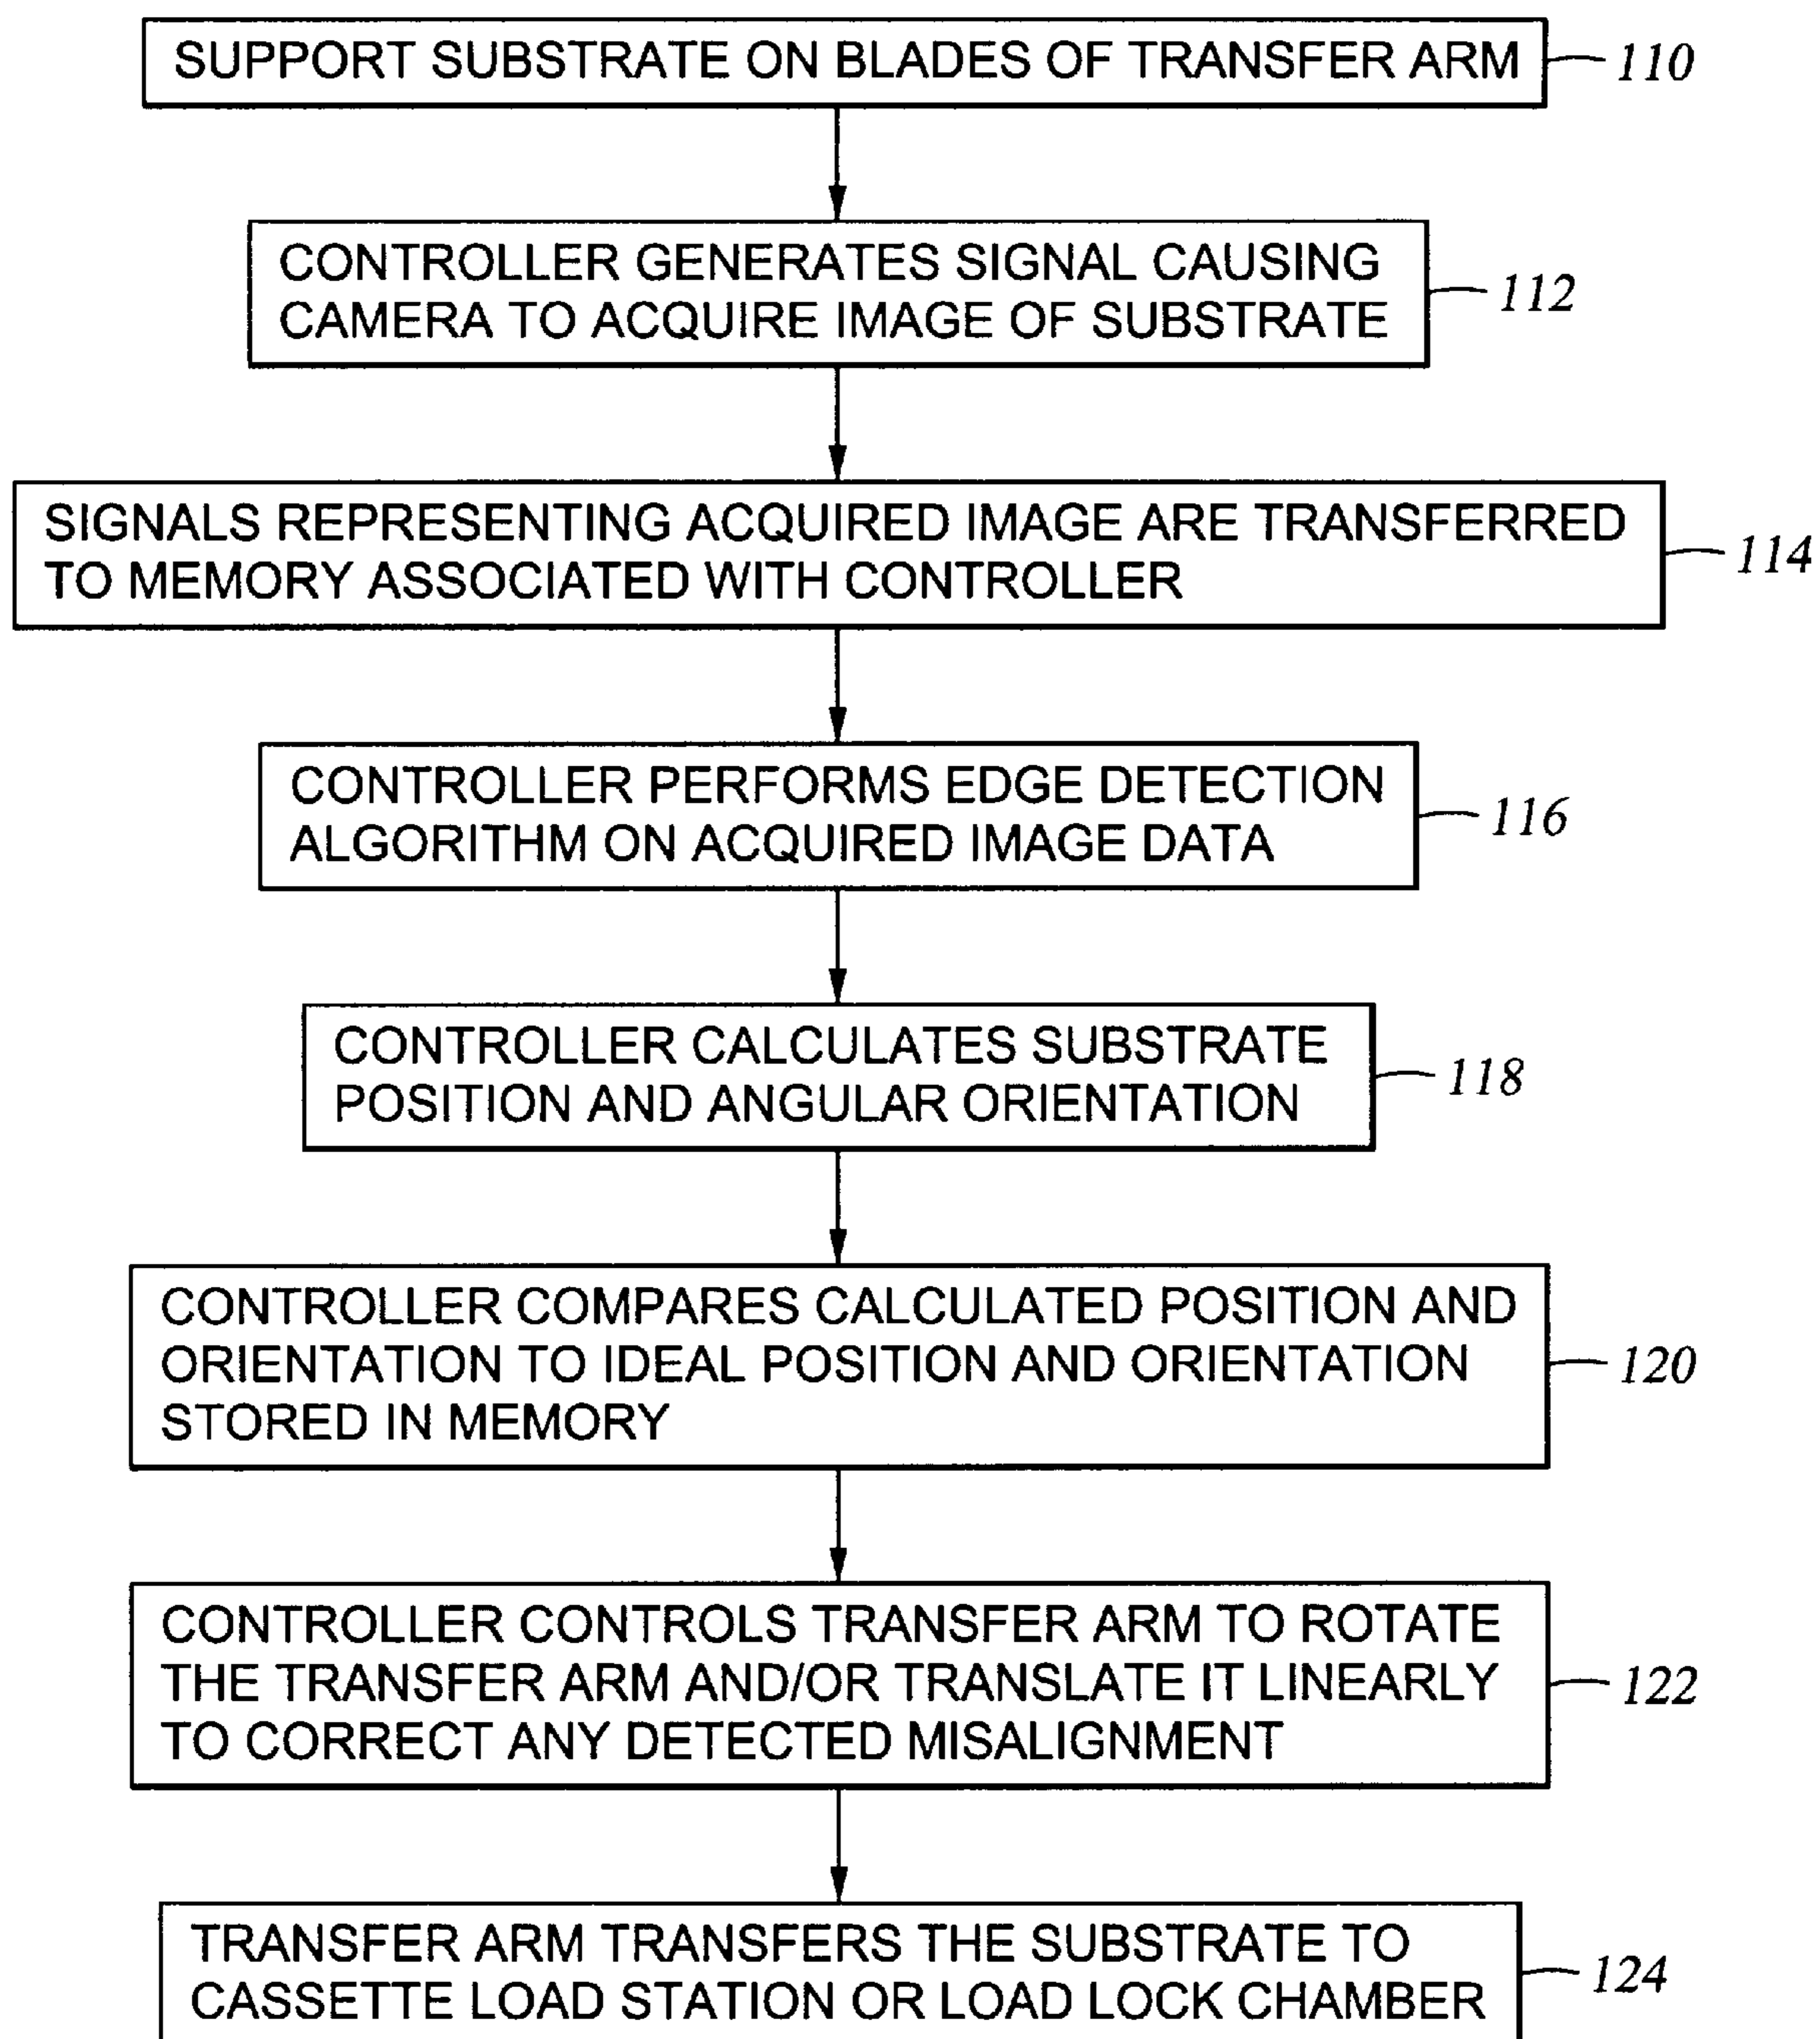 SUPPORT SUBSTRATE ON BLADES OF TRANSFER ARM
110
CONTROLLER GENERATES SIGNAL CAUSING
CAMERA TO ACQUIRE IMAGE OF SUBSTRATE
112
SIGNALS REPRESENTING ACQUIRED IMAGE ARE TRANSFERRED
TO MEMORY ASSOCIATED WITH CONTROLLER
114
CONTROLLER PERFORMS EDGE DETECTION
ALGORITHM ON ACQUIRED IMAGE DATA
116
CONTROLLER CALCULATES SUBSTRATE
POSITION AND ANGULAR ORIENTATION
118
CONTROLLER COMPARES CALCULATED POSITION AND
ORIENTATION TO IDEAL POSITION AND ORIENTATION
STORED IN MEMORY
120
CONTROLLER CONTROLS TRANSFER ARM TO ROTATE
THE TRANSFER ARM AND/OR TRANSLATE IT LINEARLY
TO CORRECT ANY DETECTED MISALIGNMENT
122
TRANSFER ARM TRANSFERS THE SUBSTRATE TO
CASSETTE LOAD STATION OR LOAD LOCK CHAMBER
124